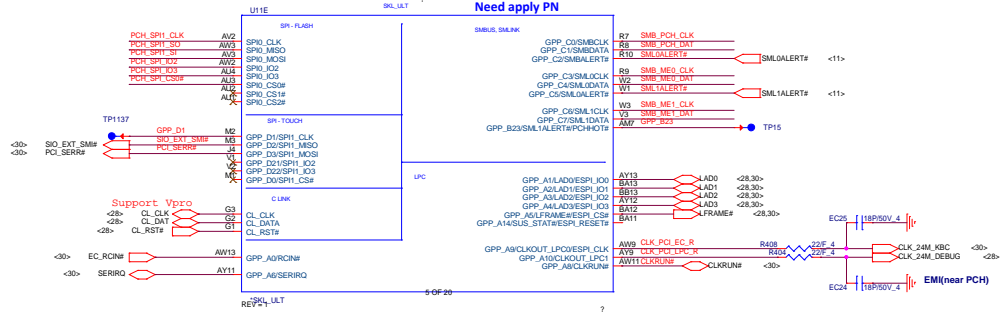 Need apply PN
U11E
SKL_ULT
SPI - FLASH
SMBUS, SMLINK
PCH_SPI1_CLK AV2 SPI0_CLK
PCH_SPI1_SO AW3 SPI0_MISO
PCH_SPI1_SI AV3 SPI0_MOSI
PCH_SPI_IO2 AW2 SPI0_IO2
PCH_SPI_IO3 AU4 SPI0_IO3
PCH_SPI_CS0# AU3 SPI0_CS0#
AU2 SPI0_CS1#
AU1 SPI0_CS2#
GPP_C0/SMBCLK R7 SMB_PCH_CLK
GPP_C1/SMBDATA R8 SMB_PCH_DAT
GPP_C2/SMBALERT# R10 SML0ALERT# SML0ALERT# <11>
GPP_C3/SML0CLK R9 SMB_ME0_CLK
GPP_C4/SML0DATA W2 SMB_ME0_DAT
GPP_C5/SML0ALERT# W1 SML1ALERT# SML1ALERT# <11>
GPP_C6/SML1CLK W3 SMB_ME1_CLK
GPP_C7/SML1DATA V3 SMB_ME1_DAT
GPP_B23/SML1ALERT#/PCHHOT# AM7 GPP_B23 TP15
SPI - TOUCH
TP1137
GPP_D1 M2 GPP_D1/SPI1_CLK
<30> SIO_EXT_SMI# SIO_EXT_SMI# M3 GPP_D2/SPI1_MISO
<30> PCI_SERR# PCI_SERR# J4 GPP_D3/SPI1_MOSI
V1 GPP_D21/SPI1_IO2
V2 GPP_D22/SPI1_IO3
M1 GPP_D0/SPI1_CS#
LPC
GPP_A1/LAD0/ESPI_IO0 AY13 LAD0 <28,30>
GPP_A2/LAD1/ESPI_IO1 BA13 LAD1 <28,30>
GPP_A3/LAD2/ESPI_IO2 BB13 LAD2 <28,30>
GPP_A4/LAD3/ESPI_IO3 AY12 LAD3 <28,30>
GPP_A5/LFRAME#/ESPI_CS# BA12 LFRAME# <28,30>
GPP_A14/SUS_STAT#/ESPI_RESET# BA11
C LINK
Support Vpro
<28> CL_CLK G3 CL_CLK
<28> CL_DAT G2 CL_DATA
<28> CL_RST# G1 CL_RST#
<30> EC_RCIN# AW13 GPP_A0/RCIN#
<30> SERIRQ AY11 GPP_A6/SERIRQ
EC25 18P/50V_4
GPP_A9/CLKOUT_LPC0/ESPI_CLK AW9 CLK_PCI_EC_R R408 22/F_4 CLK_24M_KBC <30>
GPP_A10/CLKOUT_LPC1 AY9 CLK_PCI_LPC_R R404 22/F_4 CLK_24M_DEBUG <28>
GPP_A8/CLKRUN# AW11 CLKRUN# CLKRUN# <30>
EC24 18P/50V_4
EMI(near PCH)
5 OF 20
*SKL_ULT
REV = 1
?